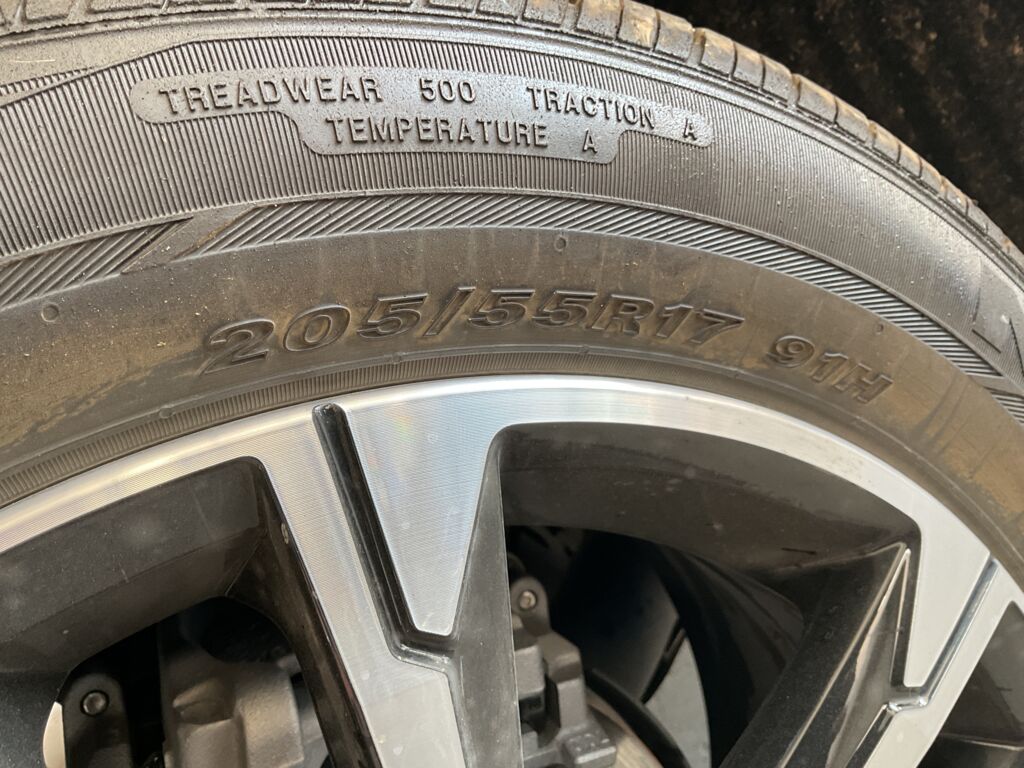 TREADWEAR 500 TRACTION A
TEMPERATURE A
205/55R17 91H